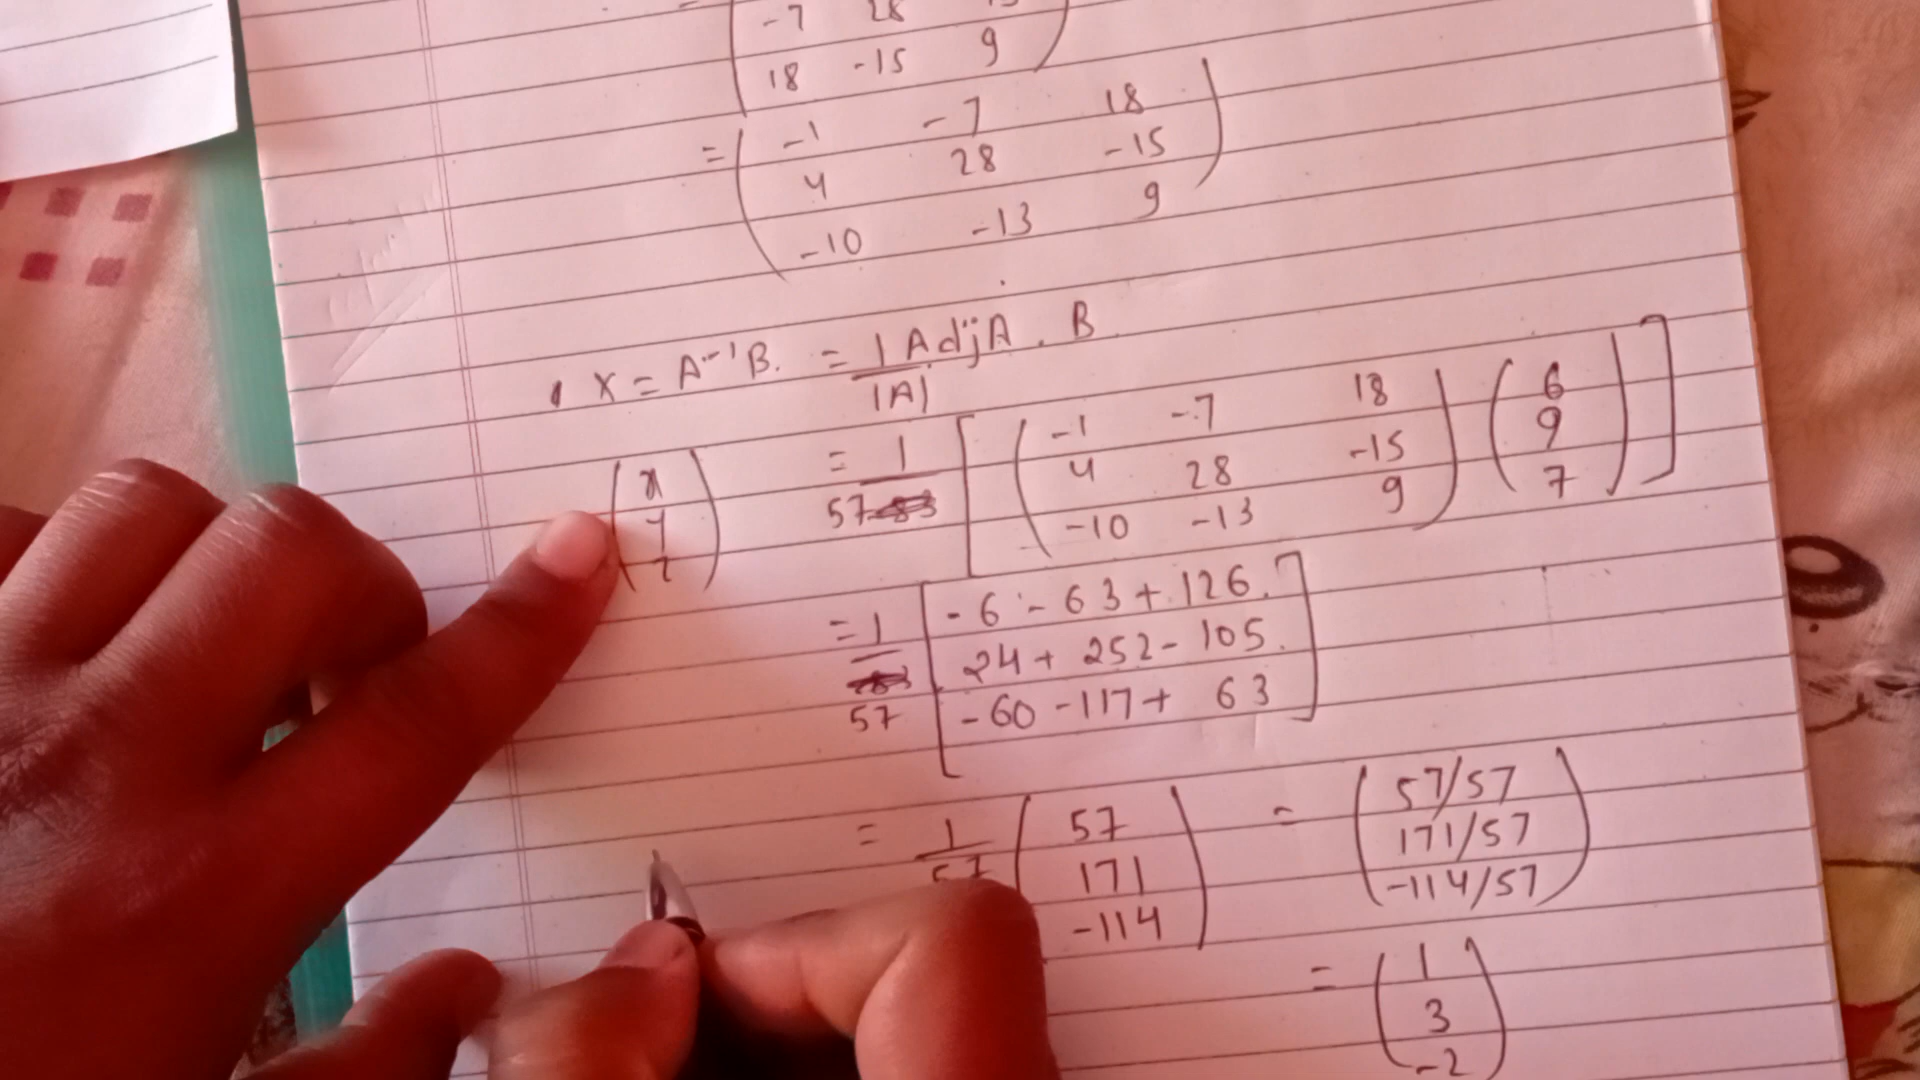 -7 28
18 -15 9
= -1 -7 18
4 28 -15
-10 -13 9
X = A⁻¹B. = 1/|A| AdjA . B
(x y z) = 1/57 [ (-1 -7 18
4 28 -15
-10 -13 9) (6 9 7) ]
= 1/57 [ -6 - 63 + 126.
24 + 252 - 105.
-60 - 117 + 63 ]
= 1/57 ( 57 171 -114 ) = ( 57/57 171/57 -114/57 )
= ( 1 3 -2 )